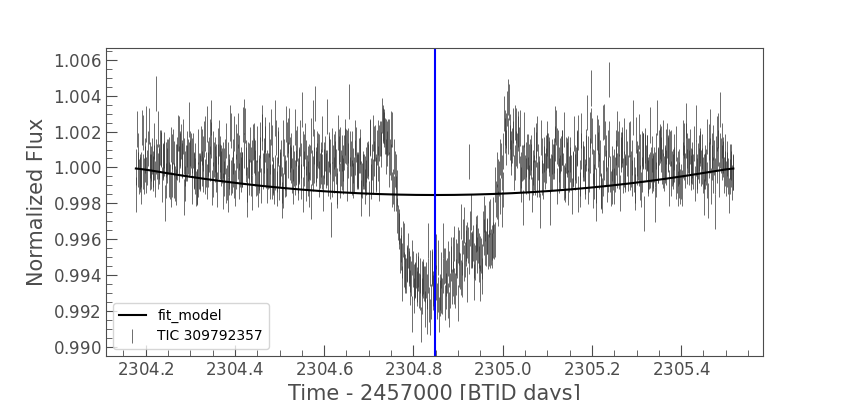 1.006
1.004
1.002
1.000
0.998
0.996
0.994
0.992
0.990
Normalized Flux
fit_model
TIC 309792357
2304.2 2304.4 2304.6 2304.8 2305.0 2305.2 2305.4
Time - 2457000 [BTJD days]